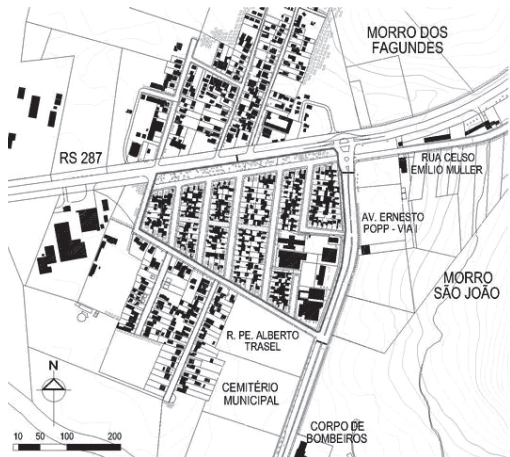 MORRO DOS
FAGUNDES
RS 287
RUA CELSO
EMÍLIO MULLER
AV. ERNESTO
POPP - VIA I
MORRO
SÃO JOÃO
R. PE. ALBERTO
TRASEL
N
CEMITÉRIO
MUNICIPAL
CORPO DE
BOMBEIROS
10 50 100 200